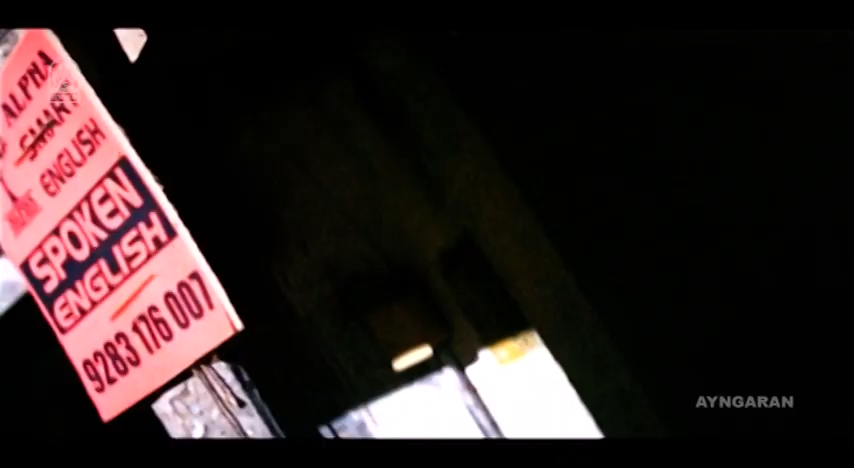 ALPHA
SMART
ENGLISH
SPOKEN
ENGLISH
9283 176 007
AYNGARAN